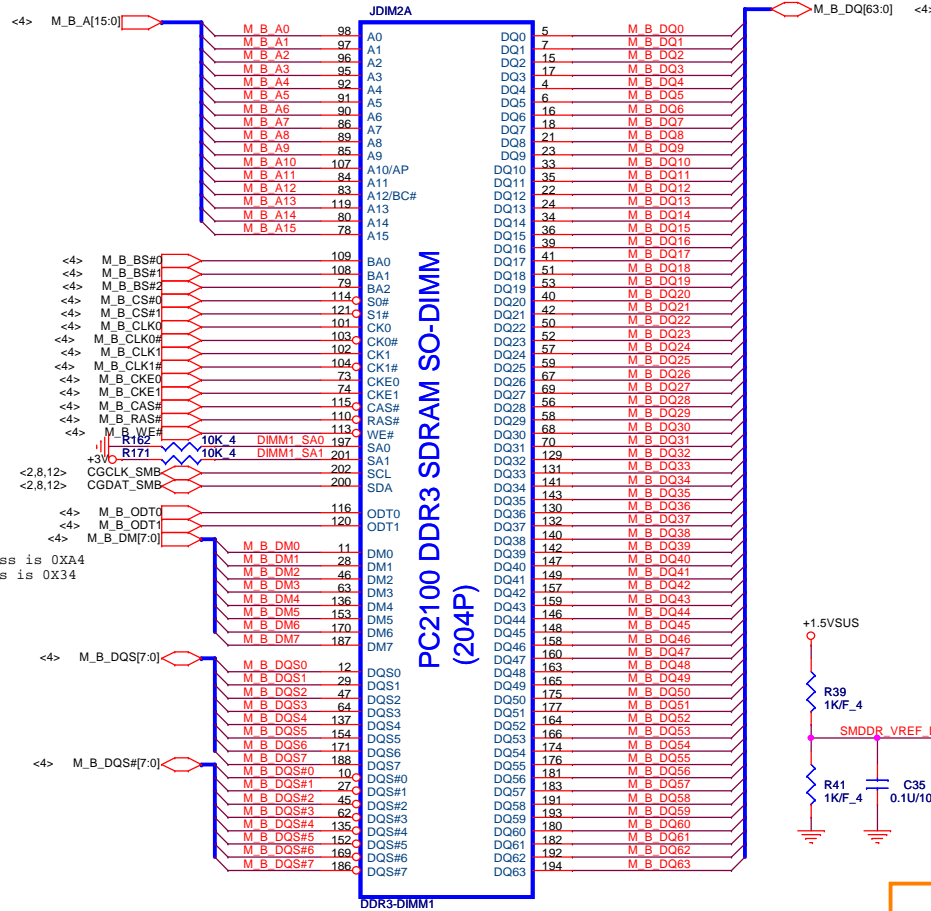 JDIM2A
<4> M_B_A[15:0]
M_B_DQ[63:0] <4>
M_B_A0 98 A0
M_B_A1 97 A1
M_B_A2 96 A2
M_B_A3 95 A3
M_B_A4 92 A4
M_B_A5 91 A5
M_B_A6 90 A6
M_B_A7 86 A7
M_B_A8 89 A8
M_B_A9 85 A9
M_B_A10 107 A10/AP
M_B_A11 84 A11
M_B_A12 83 A12/BC#
M_B_A13 119 A13
M_B_A14 80 A14
M_B_A15 78 A15
<4> M_B_BS#0 109 BA0
<4> M_B_BS#1 108 BA1
<4> M_B_BS#2 79 BA2
<4> M_B_CS#0 114 S0#
<4> M_B_CS#1 121 S1#
<4> M_B_CLK0 101 CK0
<4> M_B_CLK0# 103 CK0#
<4> M_B_CLK1 102 CK1
<4> M_B_CLK1# 104 CK1#
<4> M_B_CKE0 73 CKE0
<4> M_B_CKE1 74 CKE1
<4> M_B_CAS# 115 CAS#
<4> M_B_RAS# 110 RAS#
<4> M_B_WE# 113 WE#
R162 10K_4 DIMM1_SA0 197 SA0
+3V R171 10K_4 DIMM1_SA1 201 SA1
<2,8,12> CGCLK_SMB 202 SCL
<2,8,12> CGDAT_SMB 200 SDA
<4> M_B_ODT0 116 ODT0
<4> M_B_ODT1 120 ODT1
<4> M_B_DM[7:0]
ss is 0XA4
s is 0X34
M_B_DM0 11 DM0
M_B_DM1 28 DM1
M_B_DM2 46 DM2
M_B_DM3 63 DM3
M_B_DM4 136 DM4
M_B_DM5 153 DM5
M_B_DM6 170 DM6
M_B_DM7 187 DM7
<4> M_B_DQS[7:0]
M_B_DQS0 12 DQS0
M_B_DQS1 29 DQS1
M_B_DQS2 47 DQS2
M_B_DQS3 64 DQS3
M_B_DQS4 137 DQS4
M_B_DQS5 154 DQS5
M_B_DQS6 171 DQS6
M_B_DQS7 188 DQS7
<4> M_B_DQS#[7:0]
M_B_DQS#0 10 DQS#0
M_B_DQS#1 27 DQS#1
M_B_DQS#2 45 DQS#2
M_B_DQS#3 62 DQS#3
M_B_DQS#4 135 DQS#4
M_B_DQS#5 152 DQS#5
M_B_DQS#6 169 DQS#6
M_B_DQS#7 186 DQS#7
PC2100 DDR3 SDRAM SO-DIMM
(204P)
DQ0 5 M_B_DQ0
DQ1 7 M_B_DQ1
DQ2 15 M_B_DQ2
DQ3 17 M_B_DQ3
DQ4 4 M_B_DQ4
DQ5 6 M_B_DQ5
DQ6 16 M_B_DQ6
DQ7 18 M_B_DQ7
DQ8 21 M_B_DQ8
DQ9 23 M_B_DQ9
DQ10 33 M_B_DQ10
DQ11 35 M_B_DQ11
DQ12 22 M_B_DQ12
DQ13 24 M_B_DQ13
DQ14 34 M_B_DQ14
DQ15 36 M_B_DQ15
DQ16 39 M_B_DQ16
DQ17 41 M_B_DQ17
DQ18 51 M_B_DQ18
DQ19 53 M_B_DQ19
DQ20 40 M_B_DQ20
DQ21 42 M_B_DQ21
DQ22 50 M_B_DQ22
DQ23 52 M_B_DQ23
DQ24 57 M_B_DQ24
DQ25 59 M_B_DQ25
DQ26 67 M_B_DQ26
DQ27 69 M_B_DQ27
DQ28 56 M_B_DQ28
DQ29 58 M_B_DQ29
DQ30 68 M_B_DQ30
DQ31 70 M_B_DQ31
DQ32 129 M_B_DQ32
DQ33 131 M_B_DQ33
DQ34 141 M_B_DQ34
DQ35 143 M_B_DQ35
DQ36 130 M_B_DQ36
DQ37 132 M_B_DQ37
DQ38 140 M_B_DQ38
DQ39 142 M_B_DQ39
DQ40 147 M_B_DQ40
DQ41 149 M_B_DQ41
DQ42 157 M_B_DQ42
DQ43 159 M_B_DQ43
DQ44 146 M_B_DQ44
DQ45 148 M_B_DQ45
DQ46 158 M_B_DQ46
DQ47 160 M_B_DQ47
DQ48 163 M_B_DQ48
DQ49 165 M_B_DQ49
DQ50 175 M_B_DQ50
DQ51 177 M_B_DQ51
DQ52 164 M_B_DQ52
DQ53 166 M_B_DQ53
DQ54 174 M_B_DQ54
DQ55 176 M_B_DQ55
DQ56 181 M_B_DQ56
DQ57 183 M_B_DQ57
DQ58 191 M_B_DQ58
DQ59 193 M_B_DQ59
DQ60 180 M_B_DQ60
DQ61 182 M_B_DQ61
DQ62 192 M_B_DQ62
DQ63 194 M_B_DQ63
DDR3-DIMM1
+1.5VSUS
R39
1K/F_4
SMDDR_VREF_
R41
1K/F_4
C35
0.1U/10